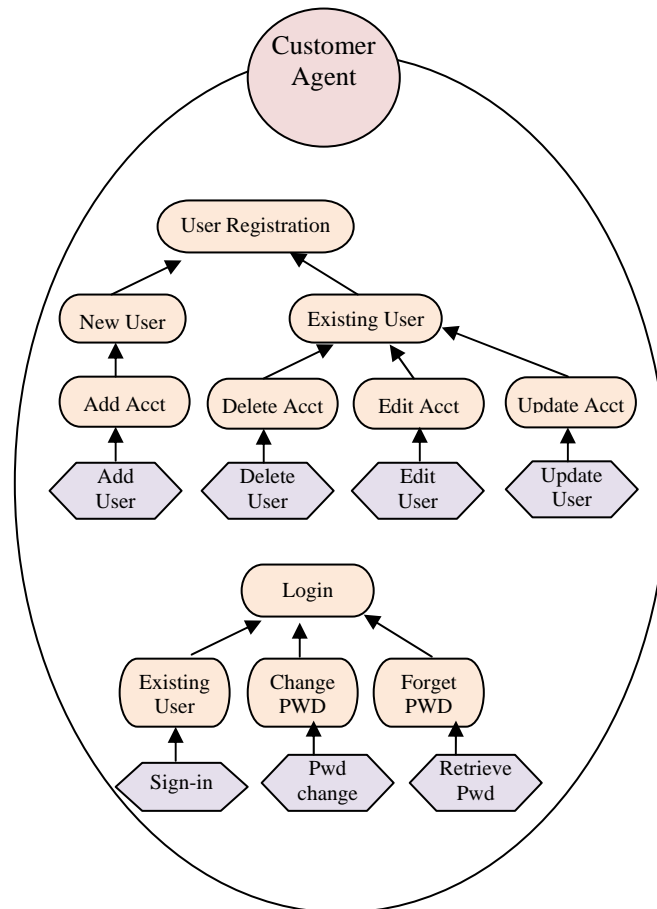 Customer
Agent
User Registration
New User
Existing User
Add Acct
Delete Acct
Edit Acct
Update Acct
Add
User
Delete
User
Edit
User
Update
User
Login
Existing
User
Change
PWD
Forget
PWD
Sign-in
Pwd
change
Retrieve
Pwd